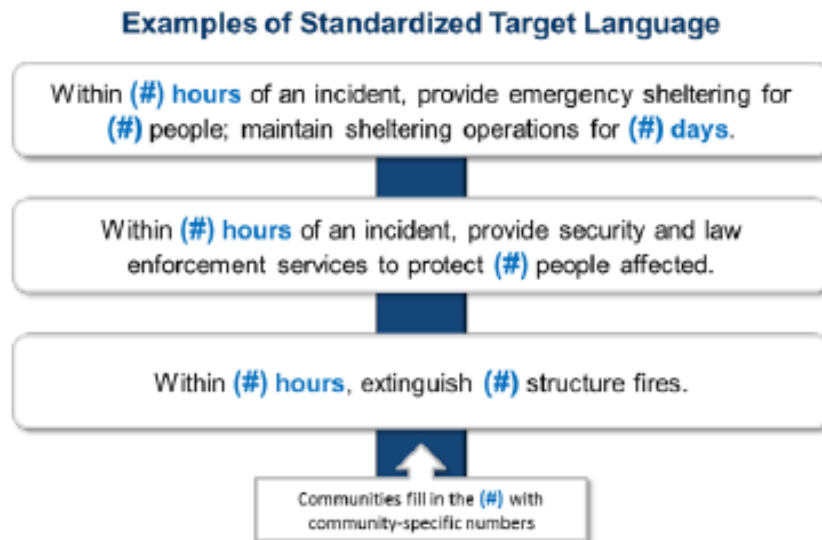 Examples of Standardized Target Language
Within (#) hours of an incident, provide emergency sheltering for
(#) people; maintain sheltering operations for (#) days.
Within (#) hours of an incident, provide security and law
enforcement services to protect (#) people affected.
Within (#) hours, extinguish (#) structure fires.
Communities fill in the (#) with
community-specific numbers